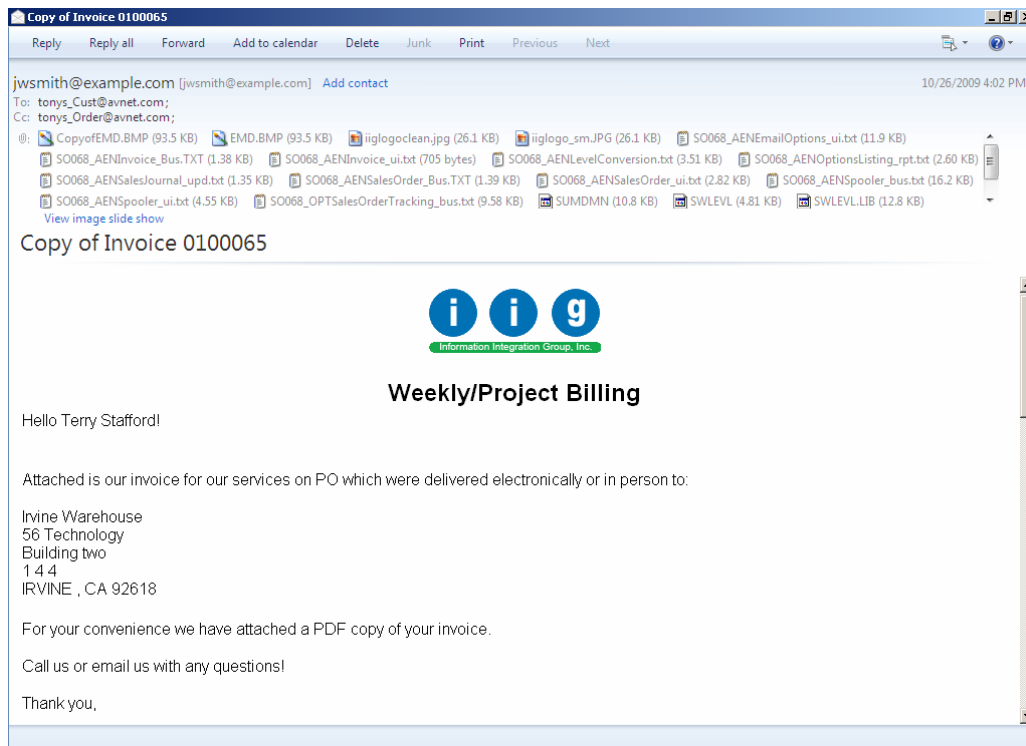 Copy of Invoice 0100065
Reply Reply all Forward Add to calendar Delete Junk Print Previous Next
jwsmith@example.com [jwsmith@example.com] Add contact 10/26/2009 4:02 PM
To: tonys_Cust@avnet.com;
Cc: tonys_Order@avnet.com;
CopyofEMD.BMP (93.5 KB) EMD.BMP (93.5 KB) iiglogoclean.jpg (26.1 KB) iiglogo_sm.JPG (26.1 KB) SO068_AENEmailOptions_ui.txt (11.9 KB)
SO068_AENInvoice_Bus.TXT (1.38 KB) SO068_AENInvoice_ui.txt (705 bytes) SO068_AENLevelConversion.txt (3.51 KB) SO068_AENOptionsListing_rpt.txt (2.60 KB)
SO068_AENSalesJournal_upd.txt (1.35 KB) SO068_AENSalesOrder_Bus.TXT (1.39 KB) SO068_AENSalesOrder_ui.txt (2.82 KB) SO068_AENSpooler_bus.txt (16.2 KB)
SO068_AENSpooler_ui.txt (4.55 KB) SO068_OPTSalesOrderTracking_bus.txt (9.58 KB) SUMDMN (10.8 KB) SWLEVL (4.81 KB) SWLEVL.LIB (12.8 KB)
View image slide show
Copy of Invoice 0100065
i i g
Information Integration Group, Inc.
Weekly/Project Billing
Hello Terry Stafford!
Attached is our invoice for our services on PO which were delivered electronically or in person to:
Irvine Warehouse
56 Technology
Building two
1 4 4
IRVINE , CA 92618
For your convenience we have attached a PDF copy of your invoice.
Call us or email us with any questions!
Thank you,